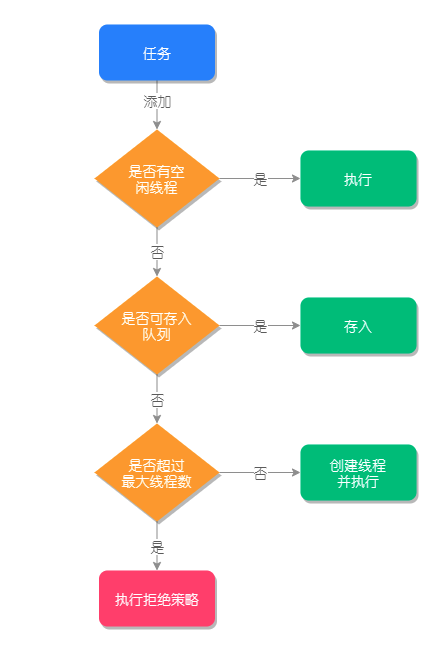 任务
添加
是否有空
闲线程
是
执行
否
是否可存入
队列
是
存入
否
是否超过
最大线程数
否
创建线程
并执行
是
执行拒绝策略